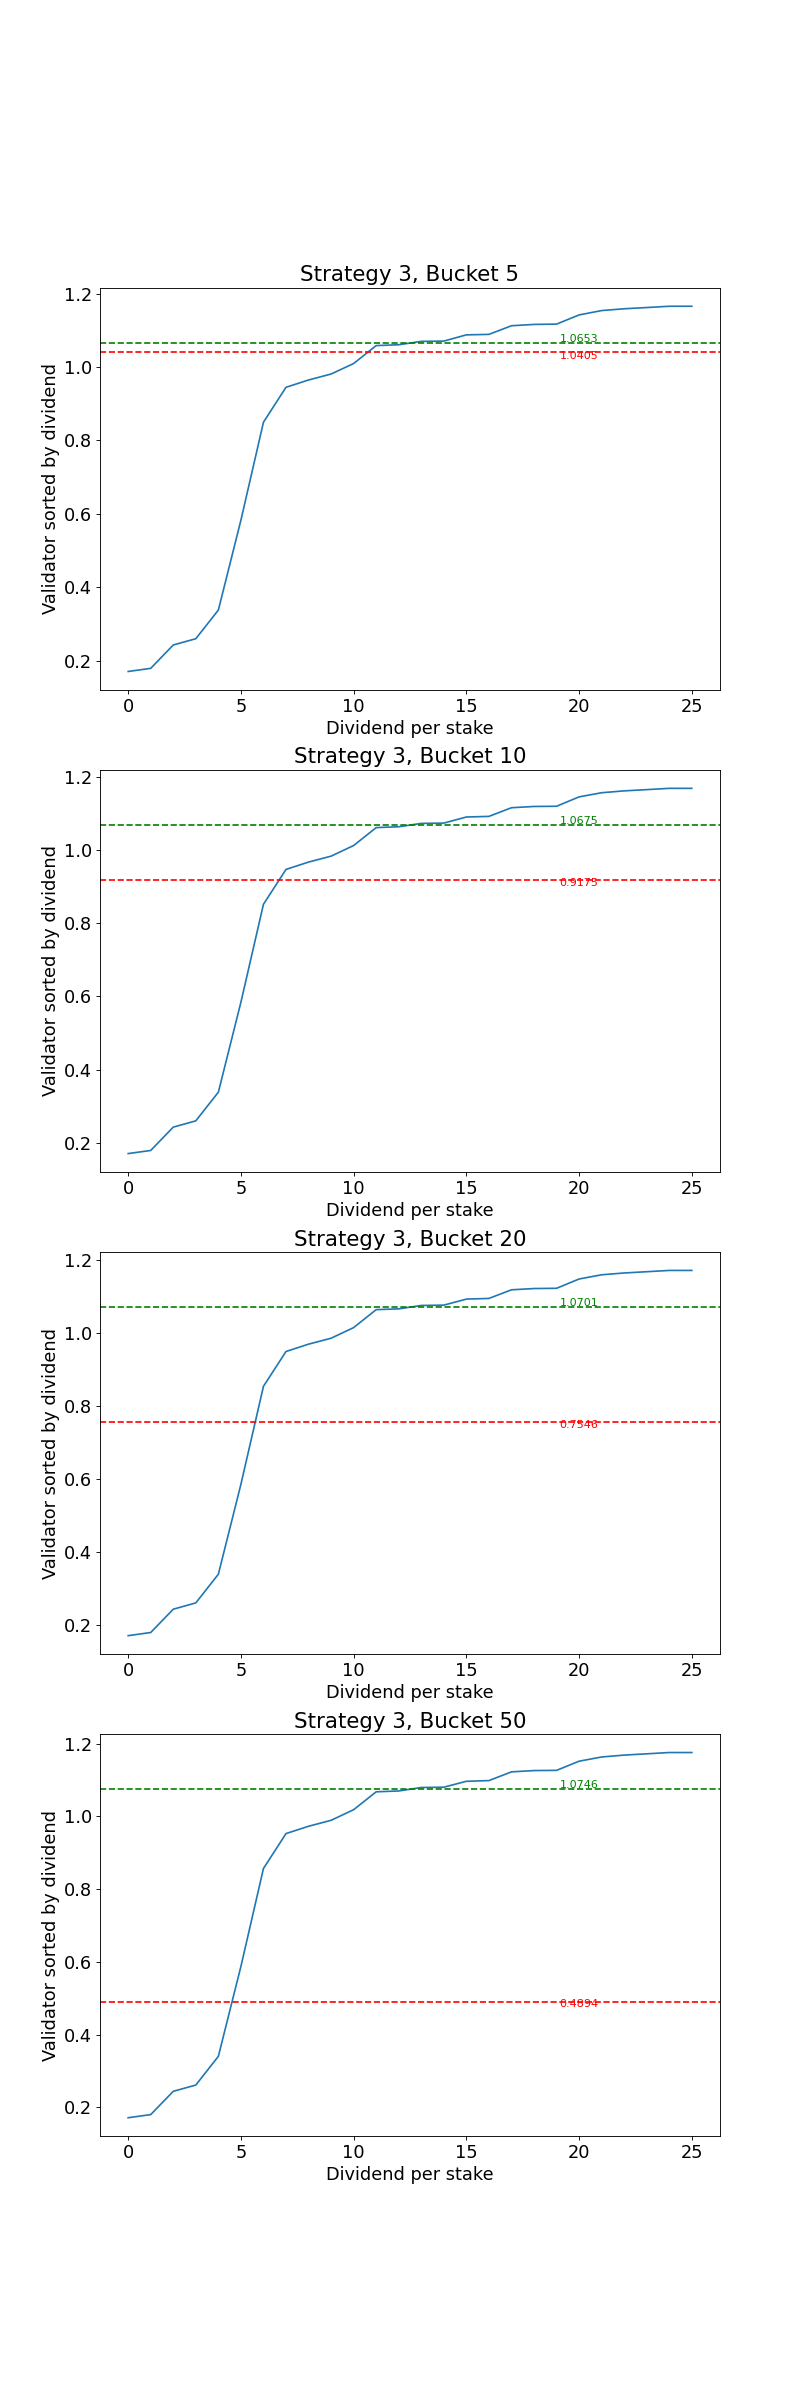 Strategy 3, Bucket 5
1.2
1.0
0.8
0.6
0.4
0.2
Validator sorted by dividend
1.0653
1.0405
0 5 10 15 20 25
Dividend per stake
Strategy 3, Bucket 10
1.2
1.0
0.8
0.6
0.4
0.2
Validator sorted by dividend
1.0675
0.9175
0 5 10 15 20 25
Dividend per stake
Strategy 3, Bucket 20
1.2
1.0
0.8
0.6
0.4
0.2
Validator sorted by dividend
1.0701
0.7546
0 5 10 15 20 25
Dividend per stake
Strategy 3, Bucket 50
1.2
1.0
0.8
0.6
0.4
0.2
Validator sorted by dividend
1.0746
0.4894
0 5 10 15 20 25
Dividend per stake